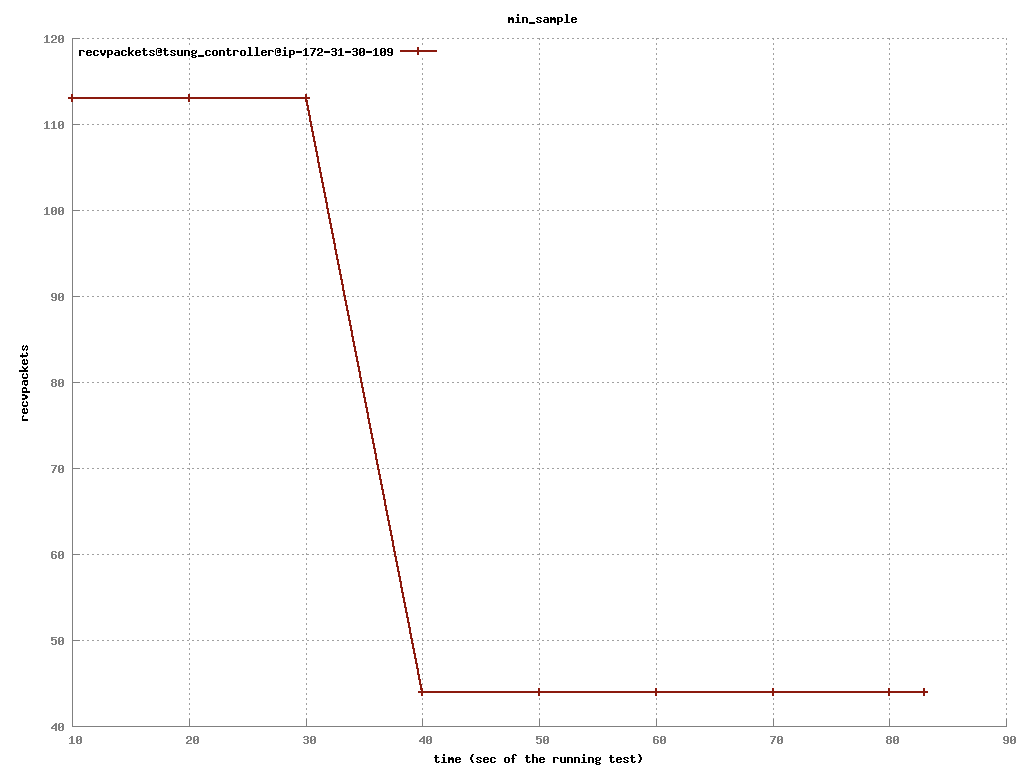 min_sample
120
recvpackets@tsung_controller@ip-172-31-30-109
110
100
90
80
recvpackets
70
60
50
40
10 20 30 40 50 60 70 80 90
time (sec of the running test)